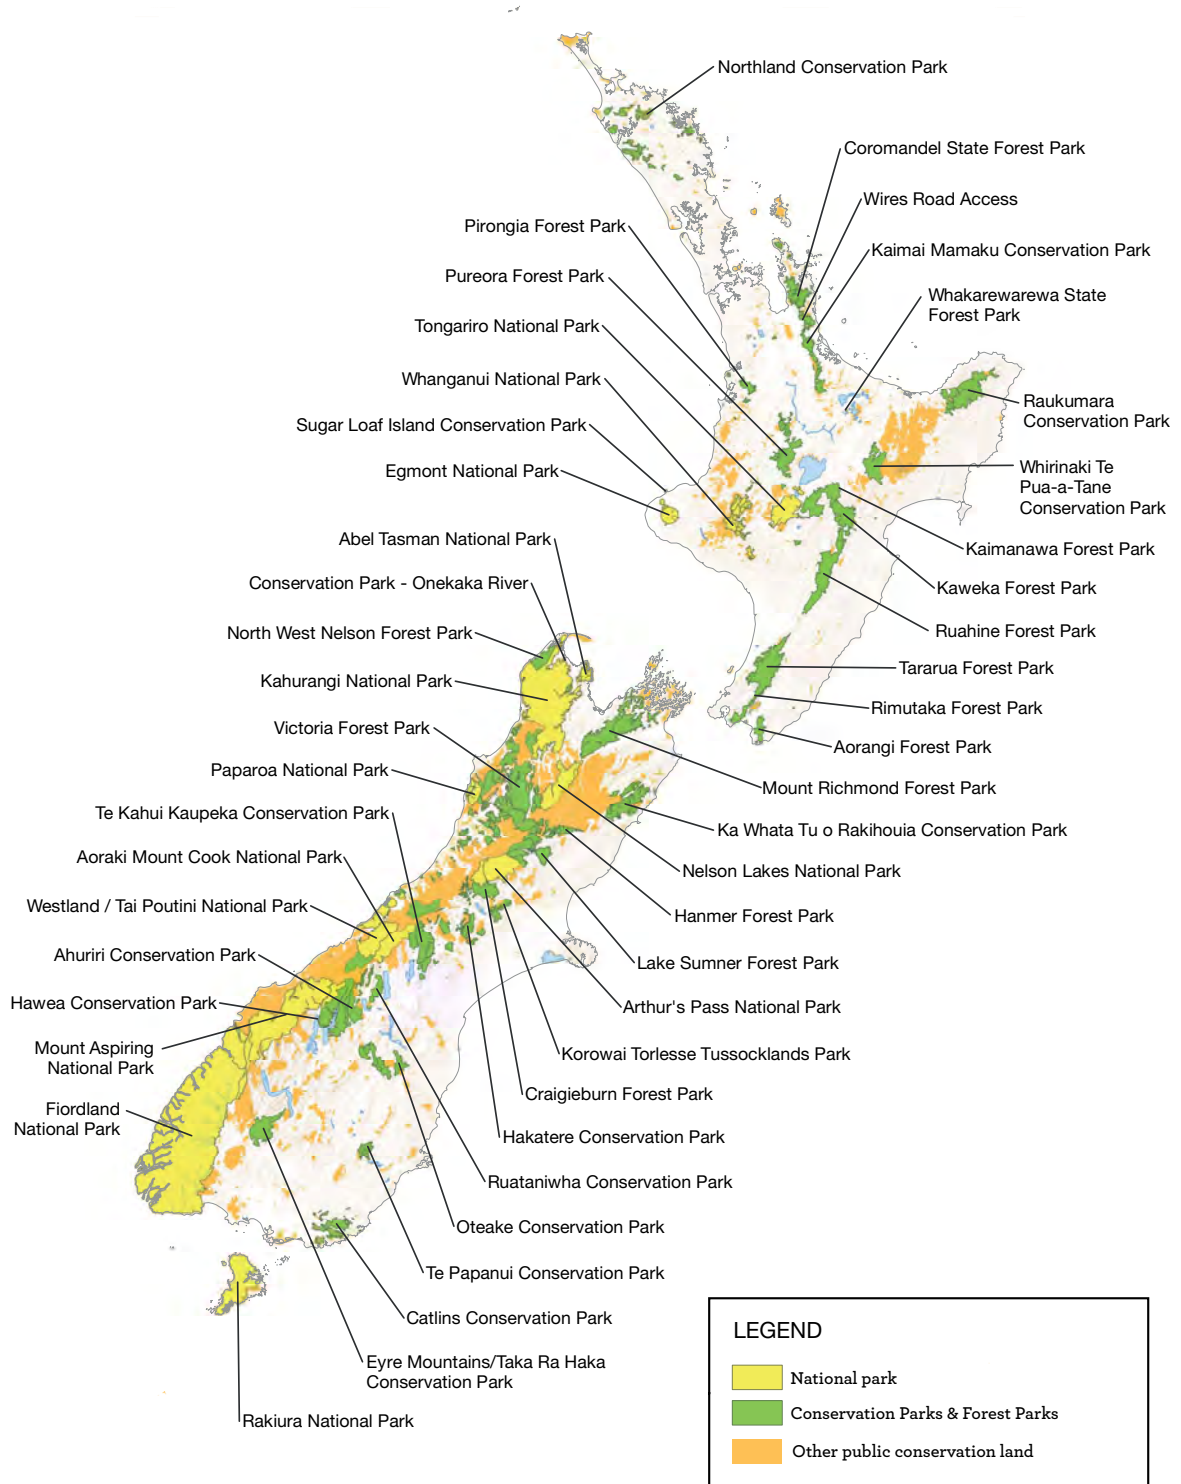 Northland Conservation Park
Coromandel State Forest Park
Wires Road Access
Pirongia Forest Park
Kaimai Mamaku Conservation Park
Pureora Forest Park
Whakarewarewa State
Forest Park
Tongariro National Park
Whanganui National Park
Raukumara
Conservation Park
Sugar Loaf Island Conservation Park
Egmont National Park
Whirinaki Te
Pua-a-Tane
Conservation Park
Abel Tasman National Park
Kaimanawa Forest Park
Conservation Park - Onekaka River
Kaweka Forest Park
North West Nelson Forest Park
Ruahine Forest Park
Tararua Forest Park
Kahurangi National Park
Rimutaka Forest Park
Victoria Forest Park
Aorangi Forest Park
Paparoa National Park
Mount Richmond Forest Park
Te Kahui Kaupeka Conservation Park
Ka Whata Tu o Rakihouia Conservation Park
Aoraki Mount Cook National Park
Nelson Lakes National Park
Westland / Tai Poutini National Park
Hanmer Forest Park
Ahuriri Conservation Park
Lake Sumner Forest Park
Hawea Conservation Park
Arthur's Pass National Park
Mount Aspiring
National Park
Korowai Torlesse Tussocklands Park
Craigieburn Forest Park
Fiordland
National Park
Hakatere Conservation Park
Ruataniwha Conservation Park
Oteake Conservation Park
Te Papanui Conservation Park
Catlins Conservation Park
Eyre Mountains/Taka Ra Haka
Conservation Park
Rakiura National Park
LEGEND
National park
Conservation Parks & Forest Parks
Other public conservation land